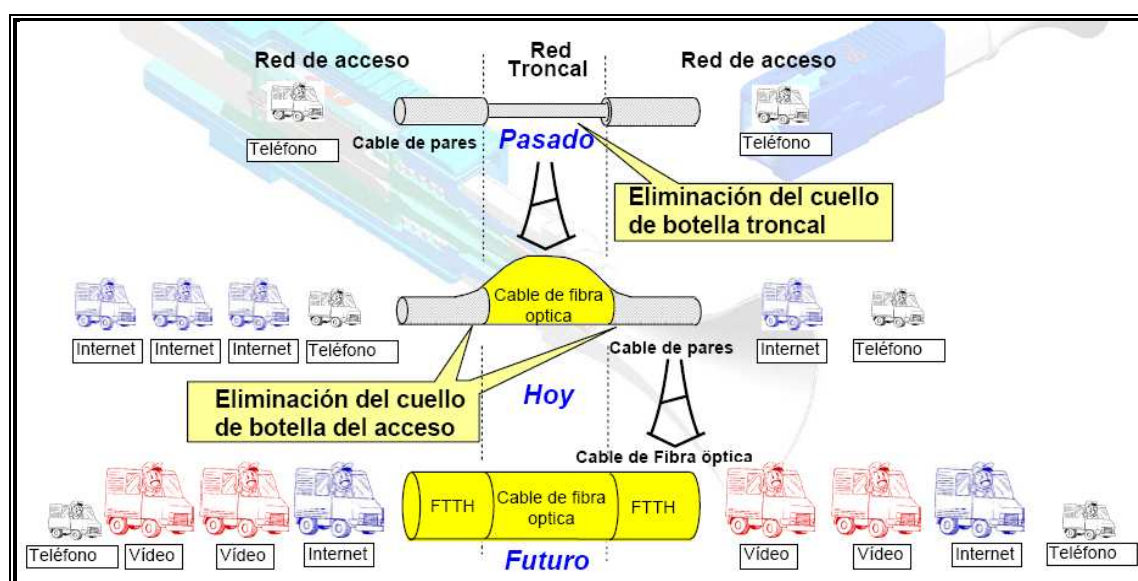 Red de acceso
Red
Troncal
Red de acceso
Teléfono
Cable de pares
Pasado
Teléfono
Eliminación del cuello
de botella troncal
Cable de fibra
optica
Internet
Internet
Internet
Teléfono
Cable de pares
Internet
Teléfono
Eliminación del cuello
de botella del acceso
Hoy
Cable de Fibra öptica
FTTH
Cable de fibra
optica
FTTH
Teléfono
Vídeo
Vídeo
Internet
Futuro
Vídeo
Vídeo
Internet
Teléfono